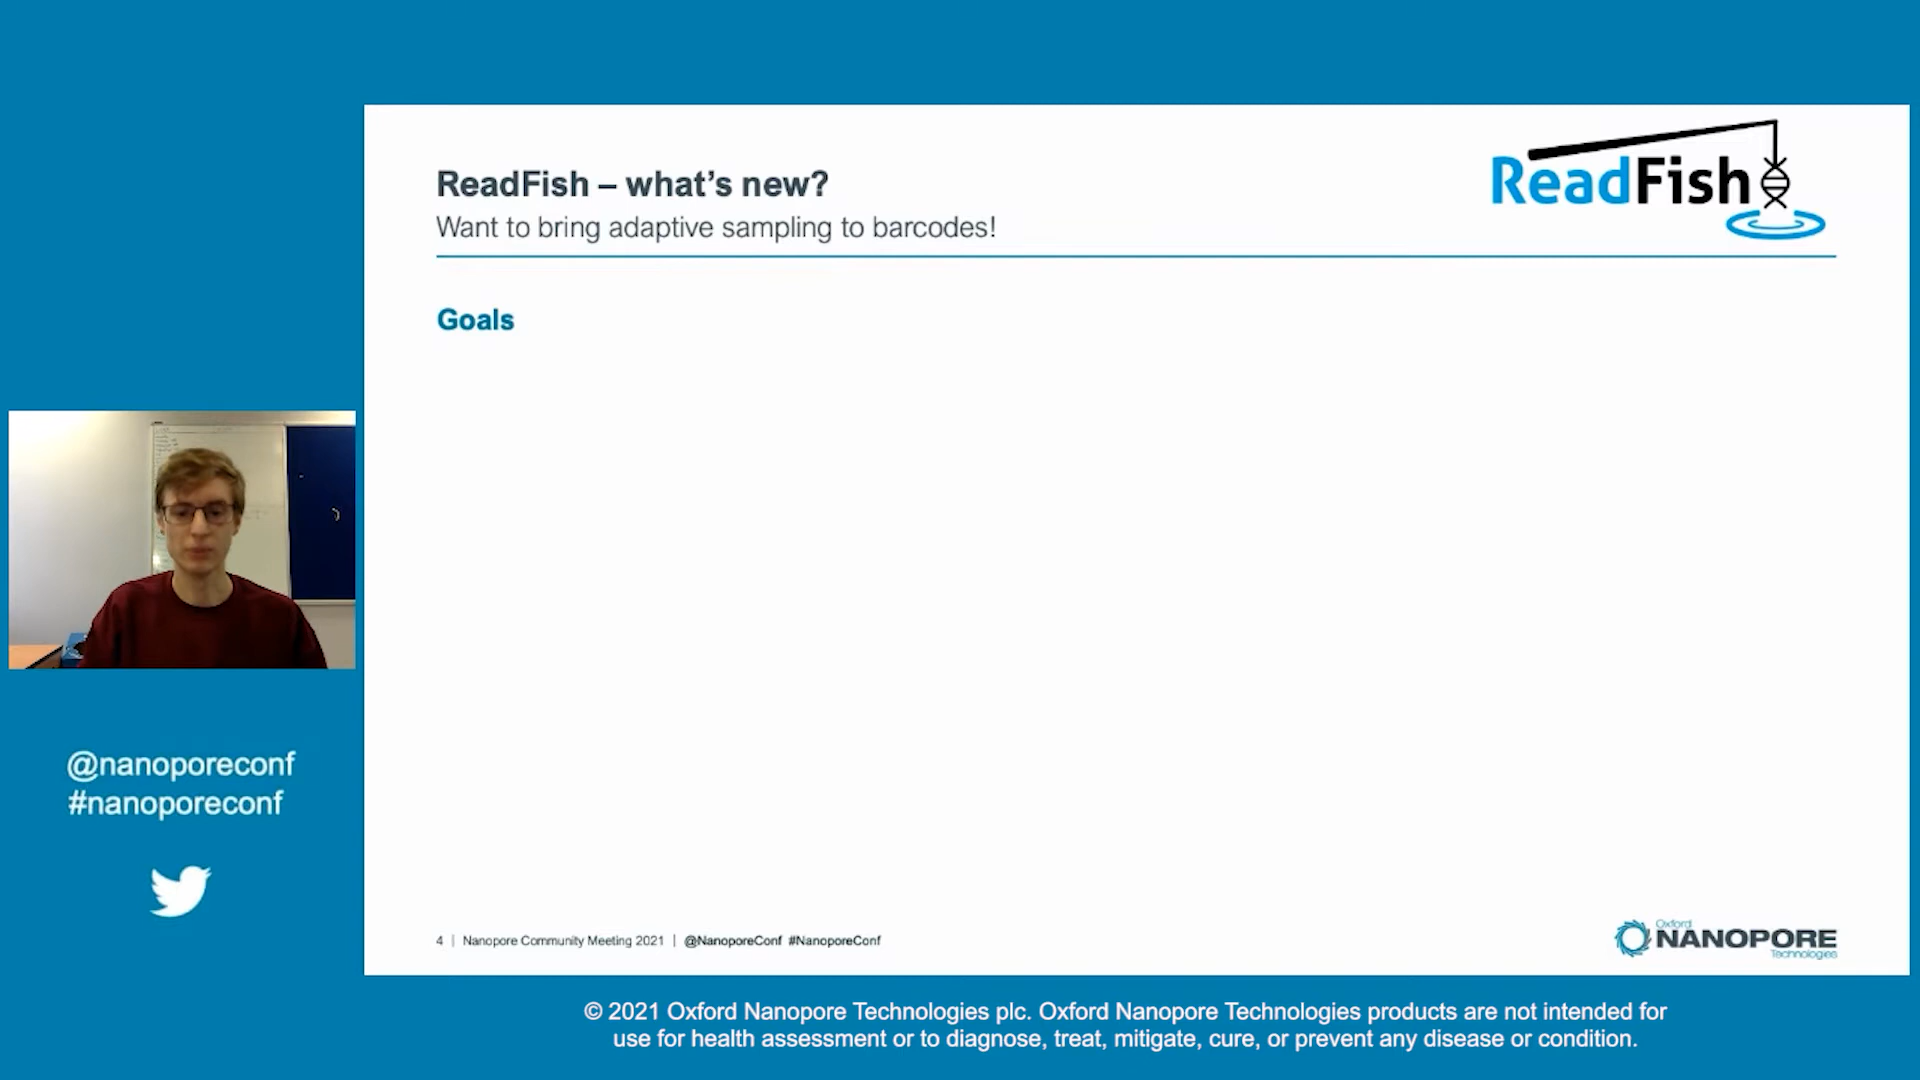 ReadFish – what's new?
Want to bring adaptive sampling to barcodes!
ReadFish
Goals
@nanoporeconf
#nanoporeconf
4 | Nanopore Community Meeting 2021 | @NanoporeConf #NanoporeConf
Oxford
NANOPORE
Technologies
© 2021 Oxford Nanopore Technologies plc. Oxford Nanopore Technologies products are not intended for
use for health assessment or to diagnose, treat, mitigate, cure, or prevent any disease or condition.